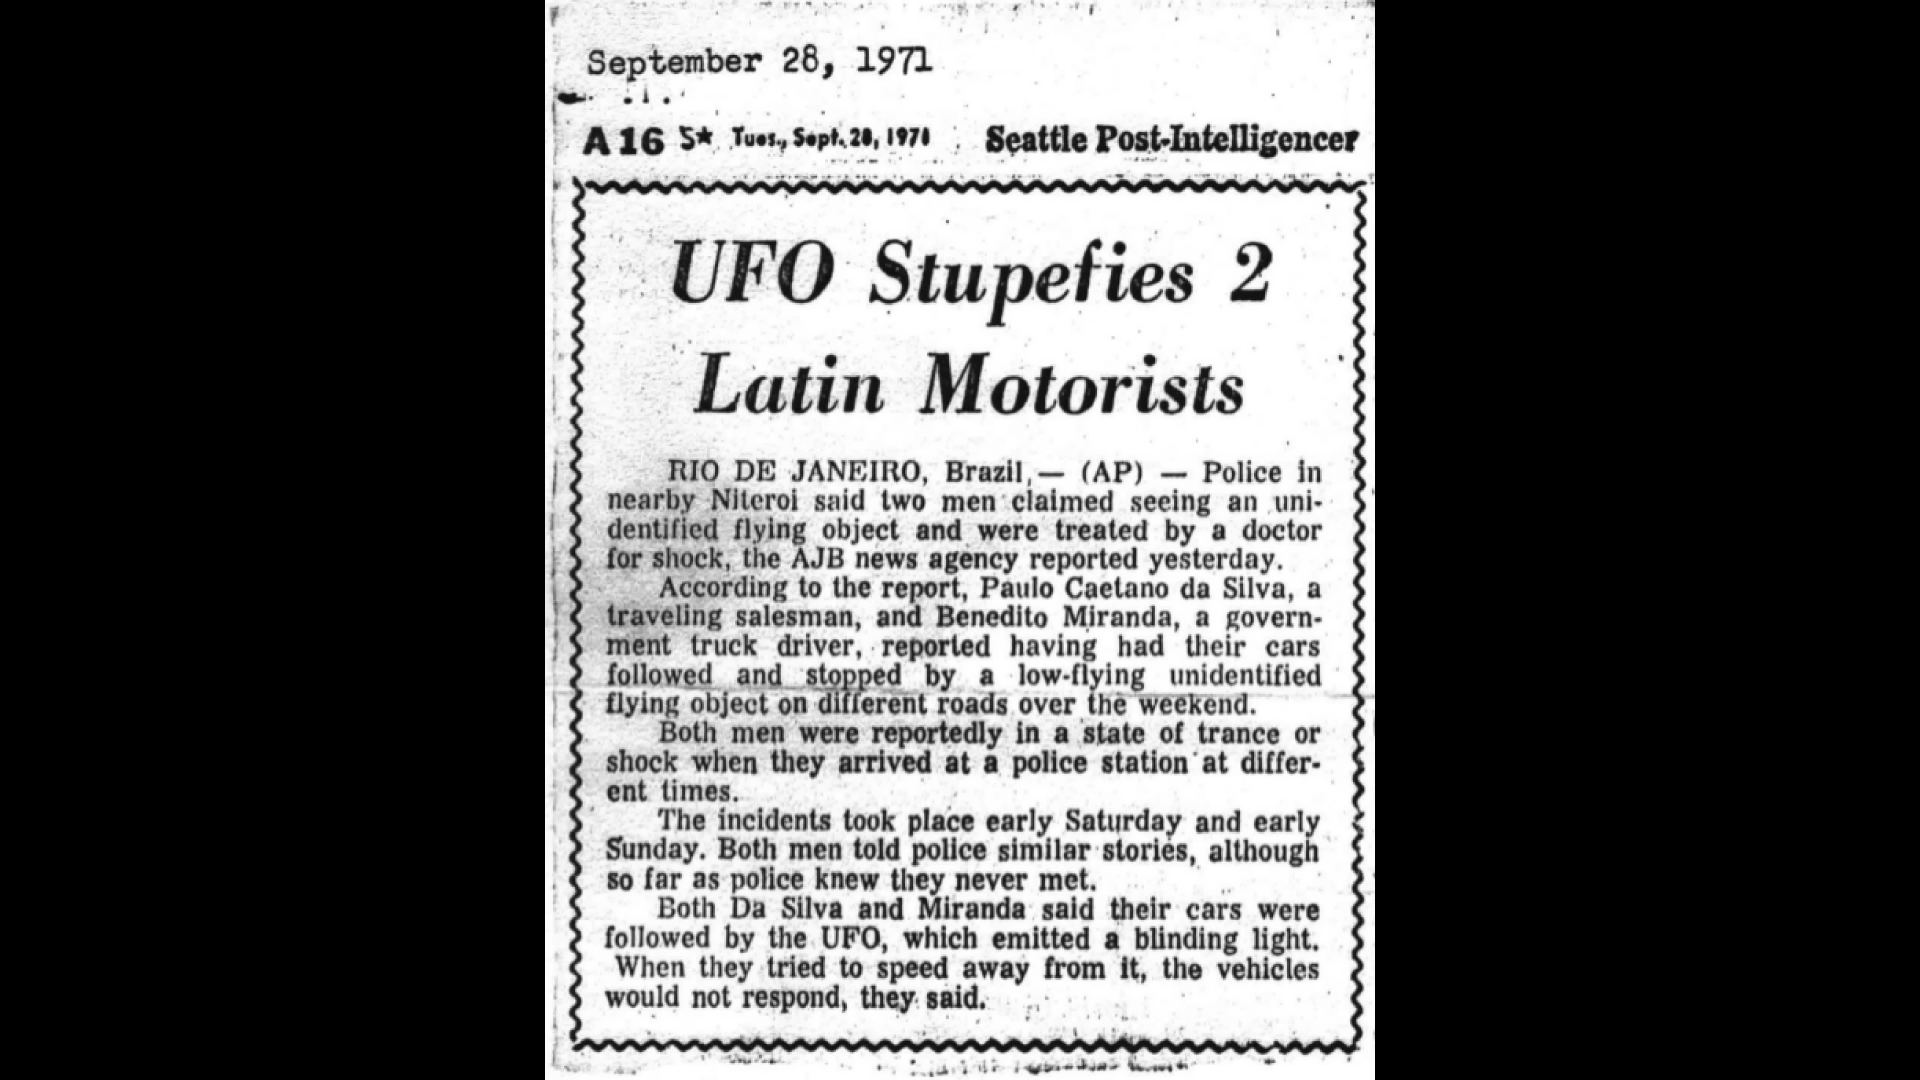 September 28, 1971
A 16 5★ Tues., Sept. 28, 1971 Seattle Post-Intelligencer
UFO Stupefies 2
Latin Motorists
RIO DE JANEIRO, Brazil, — (AP) — Police in
nearby Niteroi said two men claimed seeing an uni-
dentified flying object and were treated by a doctor
for shock, the AJB news agency reported yesterday.
According to the report, Paulo Caetano da Silva, a
traveling salesman, and Benedito Miranda, a govern-
ment truck driver, reported having had their cars
followed and stopped by a low-flying unidentified
flying object on different roads over the weekend.
Both men were reportedly in a state of trance or
shock when they arrived at a police station at differ-
ent times.
The incidents took place early Saturday and early
Sunday. Both men told police similar stories, although
so far as police knew they never met.
Both Da Silva and Miranda said their cars were
followed by the UFO, which emitted a blinding light.
When they tried to speed away from it, the vehicles
would not respond, they said.